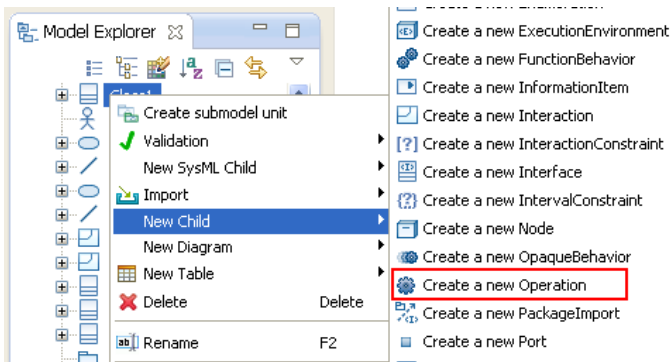 Model Explorer
Create submodel unit
Validation
New SysML Child
Import
New Child
New Diagram
New Table
Delete Delete
Rename F2
Create a new ExecutionEnvironment
Create a new FunctionBehavior
Create a new InformationItem
Create a new Interaction
[?] Create a new InteractionConstraint
Create a new Interface
{?} Create a new IntervalConstraint
Create a new Node
Create a new OpaqueBehavior
Create a new Operation
Create a new PackageImport
Create a new Port